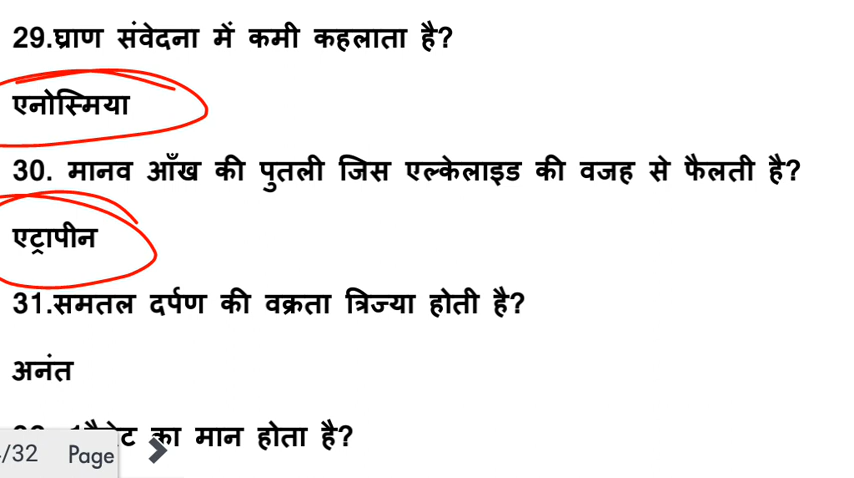 29.घ्राण संवेदना में कमी कहलाता है?
एनोस्मिया
30. मानव आँख की पुतली जिस एल्केलाइड की वजह से फैलती है?
एट्रापीन
31.समतल दर्पण की वक्रता त्रिज्या होती है?
अनंत
का मान होता है?
/32 Page